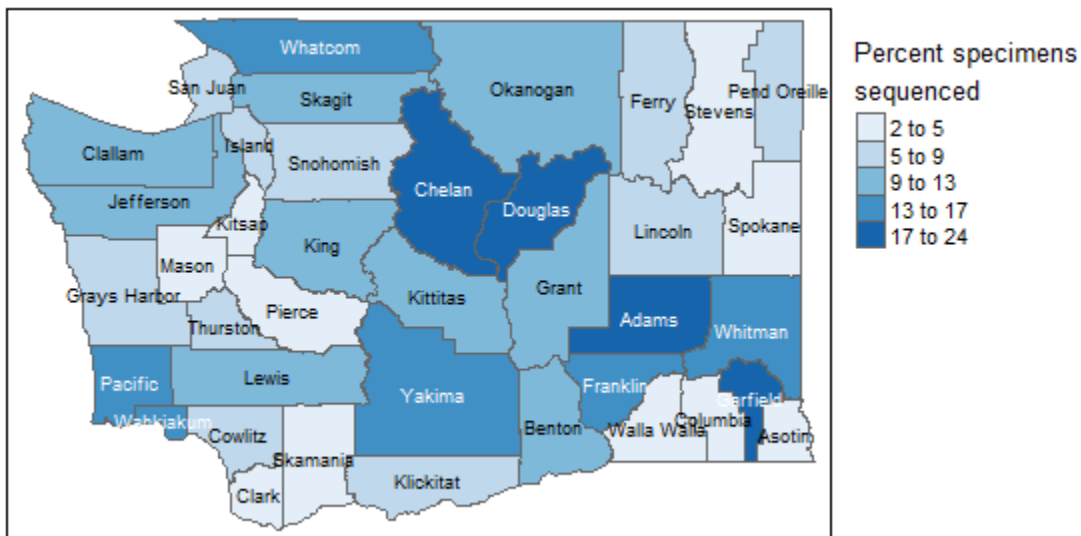 Whatcom
San Juan
Skagit
Okanogan
Ferry
Stevens
Pend Oreille
Island
Clallam
Snohomish
Chelan
Douglas
Jefferson
Kitsap
King
Lincoln
Spokane
Mason
Grays Harbor
Kittitas
Grant
Pierce
Thurston
Adams
Whitman
Pacific
Lewis
Yakima
Franklin
Garfield
Wahkiakum
Cowlitz
Benton
Walla Walla
Columbia
Asotin
Skamania
Klickitat
Clark
Percent specimens
sequenced
2 to 5
5 to 9
9 to 13
13 to 17
17 to 24